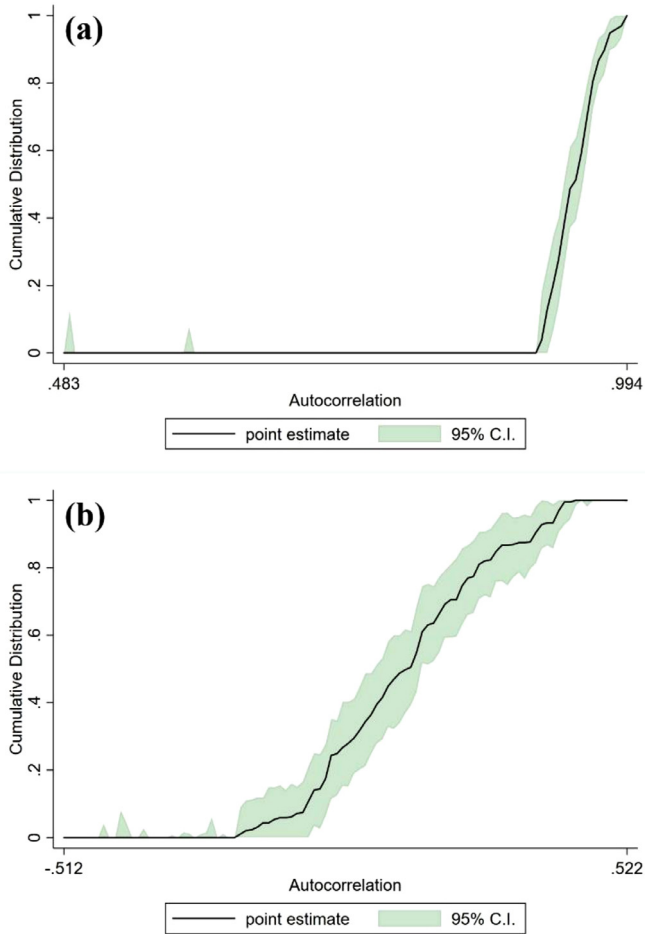 (a)
Cumulative Distribution
1
.8
.6
.4
.2
0
.483
.994
Autocorrelation
point estimate 95% C.I.
(b)
Cumulative Distribution
1
.8
.6
.4
.2
0
-.512
.522
Autocorrelation
point estimate 95% C.I.